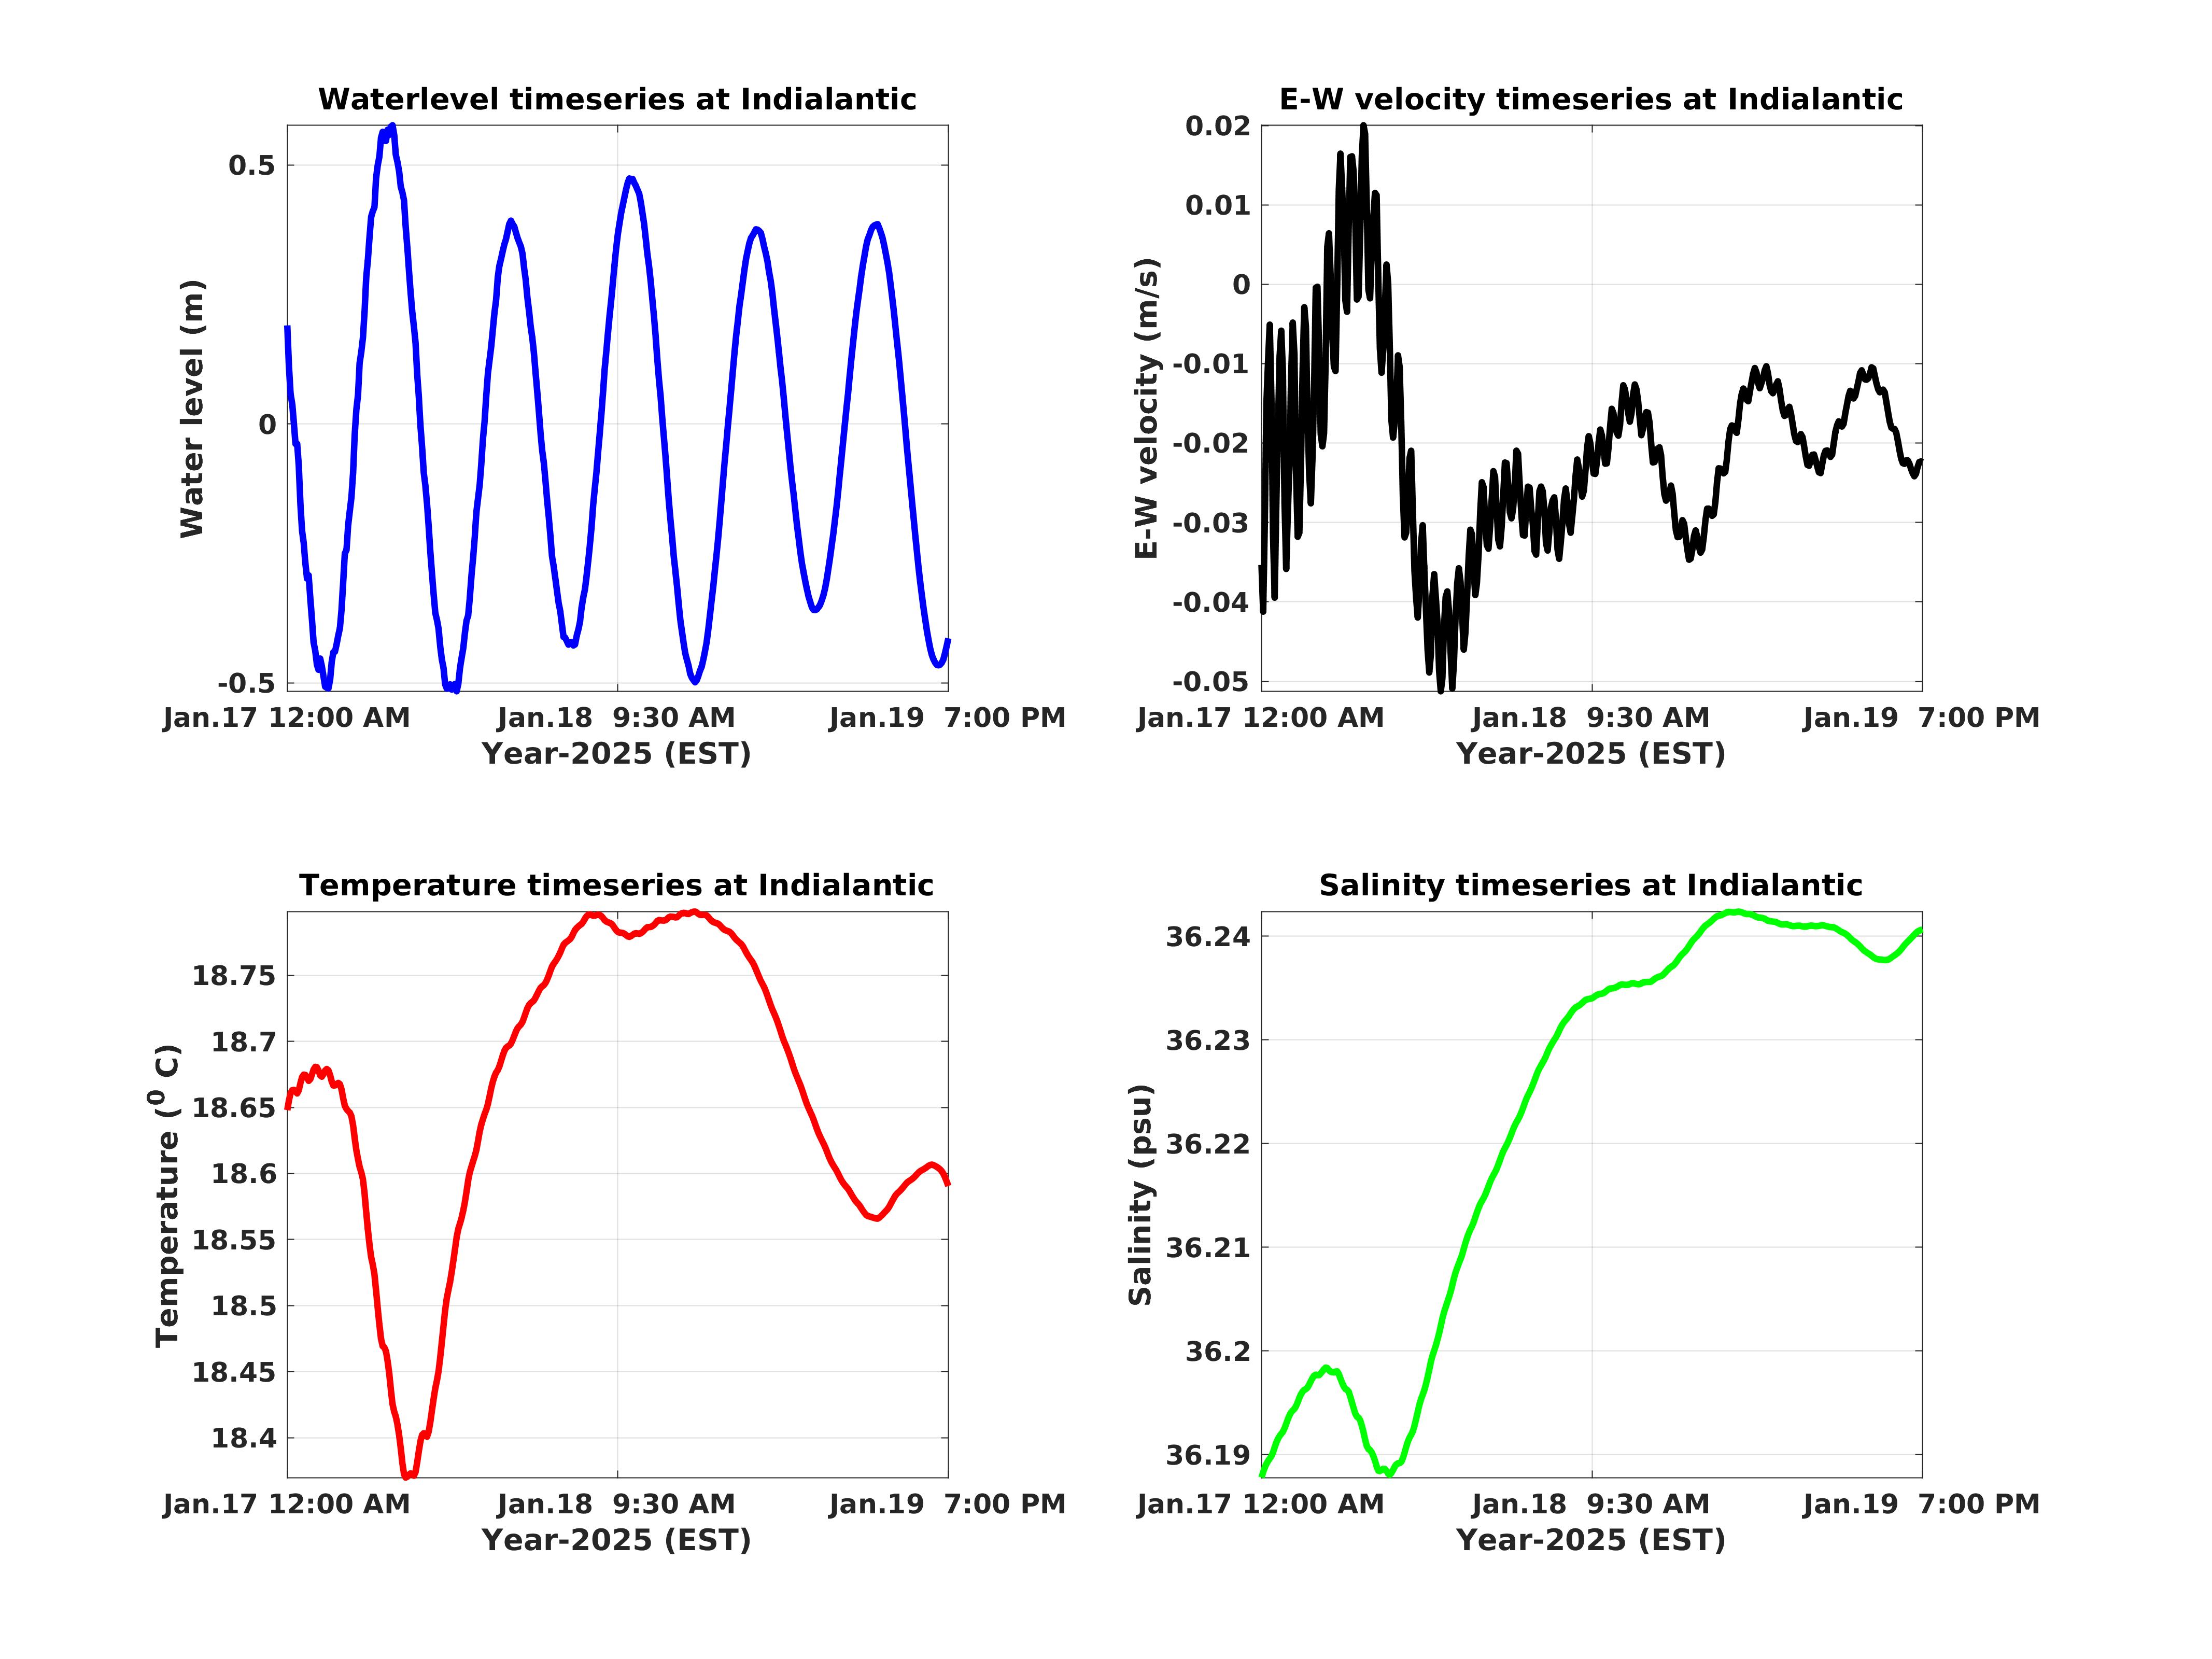 Waterlevel timeseries at Indialantic
0.5
0
-0.5
Water level (m)
Jan.17 12:00 AM
Jan.18  9:30 AM
Jan.19  7:00 PM
Year-2025 (EST)
E-W velocity timeseries at Indialantic
0.02
0.01
0
-0.01
-0.02
-0.03
-0.04
-0.05
E-W velocity (m/s)
Jan.17 12:00 AM
Jan.18  9:30 AM
Jan.19  7:00 PM
Year-2025 (EST)
Temperature timeseries at Indialantic
18.75
18.7
18.65
18.6
18.55
18.5
18.45
18.4
Temperature (⁰ C)
Jan.17 12:00 AM
Jan.18  9:30 AM
Jan.19  7:00 PM
Year-2025 (EST)
Salinity timeseries at Indialantic
36.24
36.23
36.22
36.21
36.2
36.19
Salinity (psu)
Jan.17 12:00 AM
Jan.18  9:30 AM
Jan.19  7:00 PM
Year-2025 (EST)